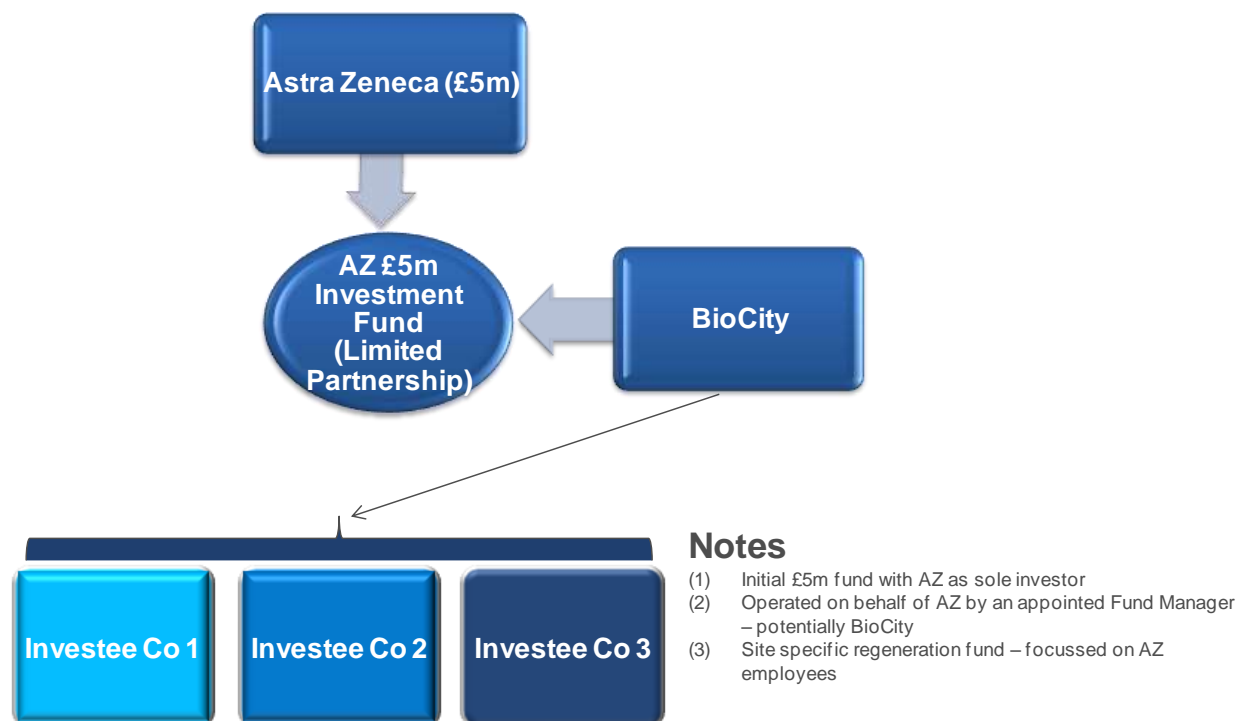 Astra Zeneca (£5m)
AZ £5m
Investment
Fund
(Limited
Partnership)
BioCity
Investee Co 1
Investee Co 2
Investee Co 3
Notes
(1) Initial £5m fund with AZ as sole investor
(2) Operated on behalf of AZ by an appointed Fund Manager
– potentially BioCity
(3) Site specific regeneration fund – focussed on AZ
employees